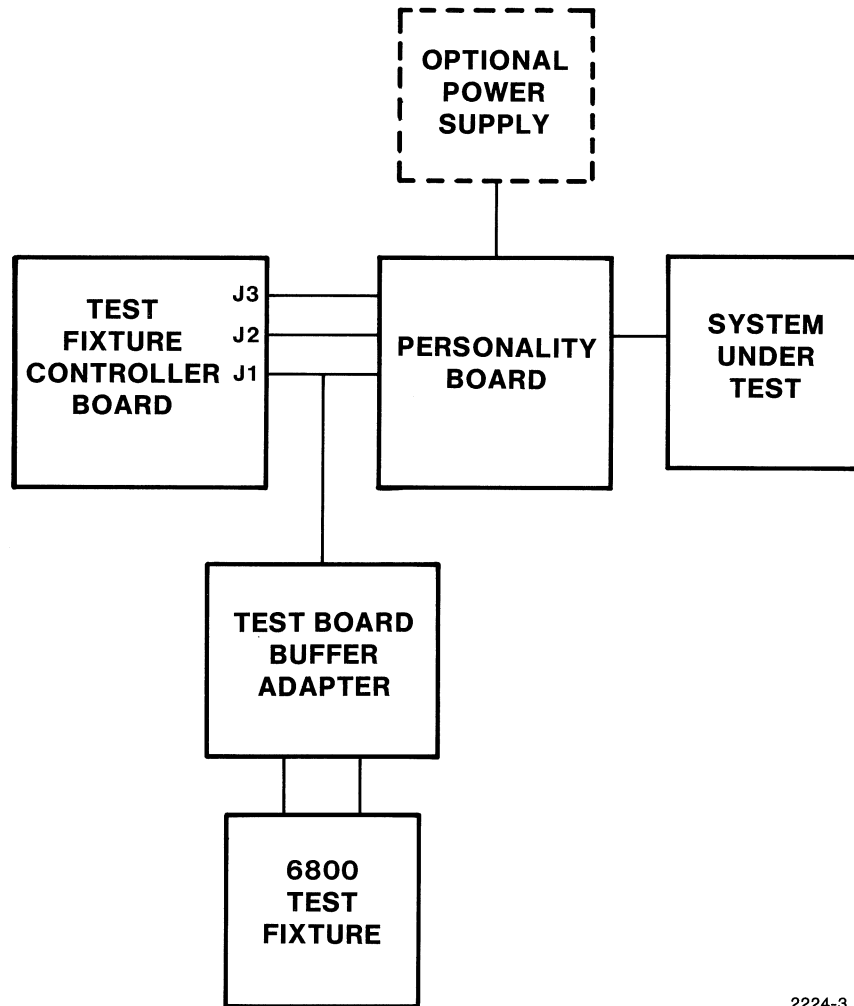 OPTIONAL
POWER
SUPPLY
TEST
FIXTURE
CONTROLLER
BOARD
J3
J2
J1
PERSONALITY
BOARD
SYSTEM
UNDER
TEST
TEST BOARD
BUFFER
ADAPTER
6800
TEST
FIXTURE
2224-3